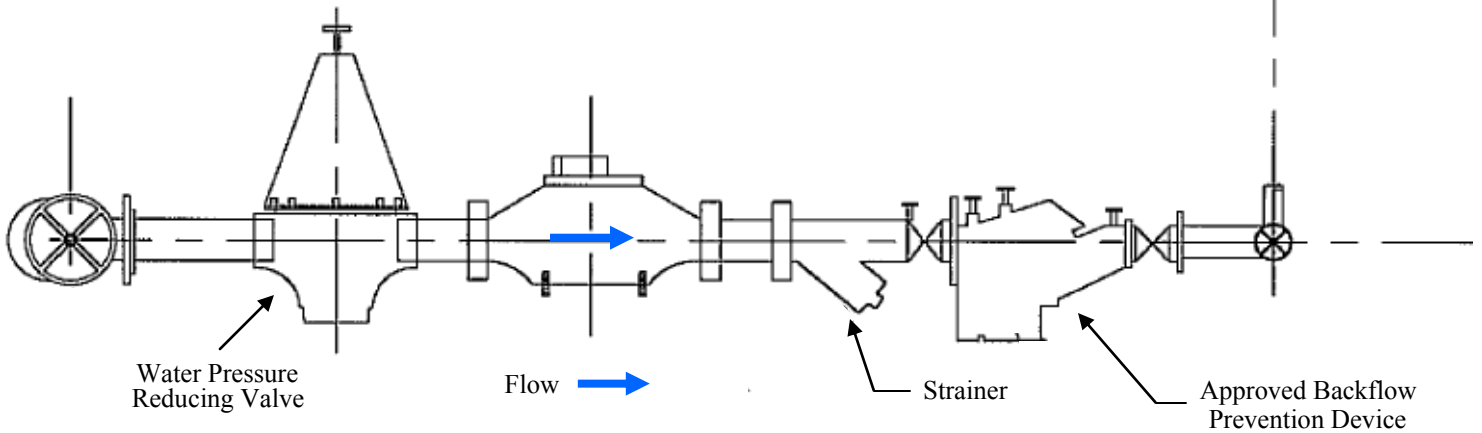 Water Pressure
Reducing Valve
Flow
Strainer
Approved Backflow
Prevention Device